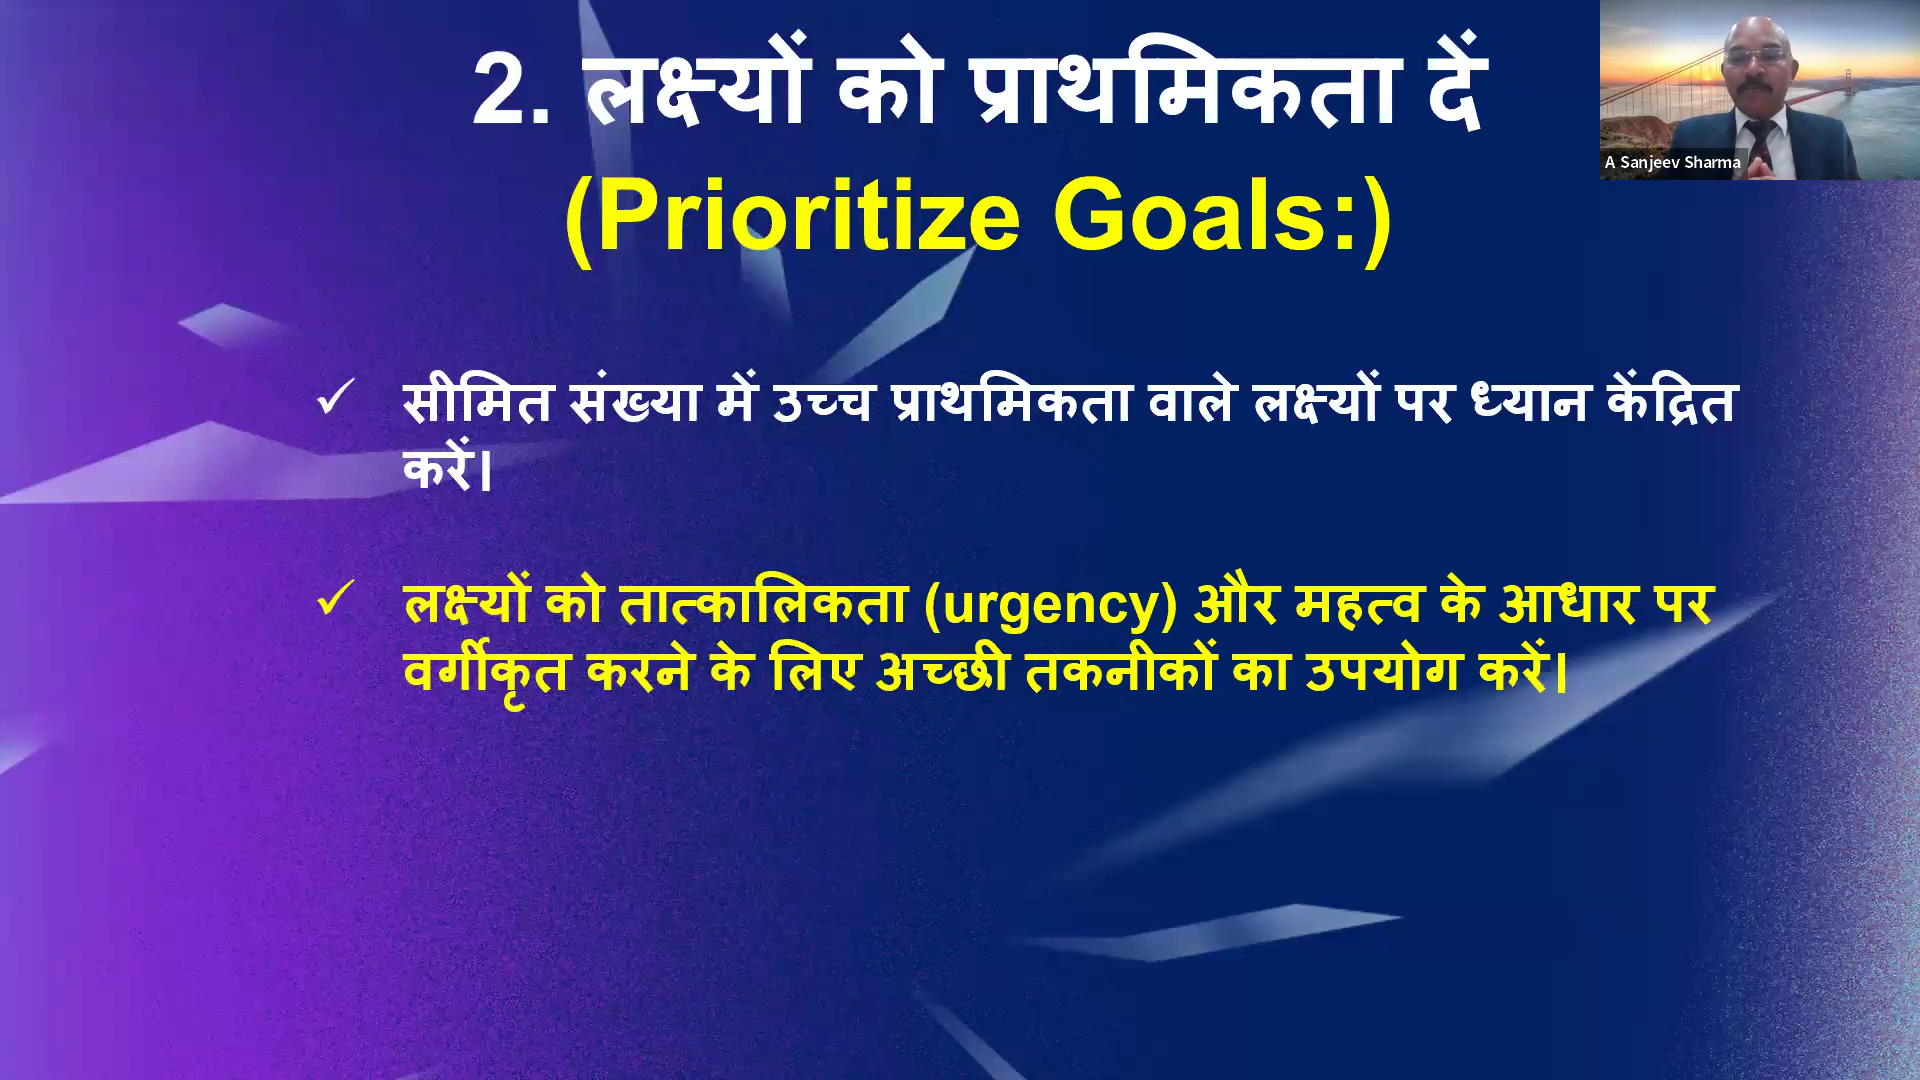 2. लक्ष्यों को प्राथमिकता दें
(Prioritize Goals:)
A Sanjeev Sharma
✓ सीमित संख्या में उच्च प्राथमिकता वाले लक्ष्यों पर ध्यान केंद्रित
करें।
✓ लक्ष्यों को तात्कालिकता (urgency) और महत्व के आधार पर
वर्गीकृत करने के लिए अच्छी तकनीकों का उपयोग करें।